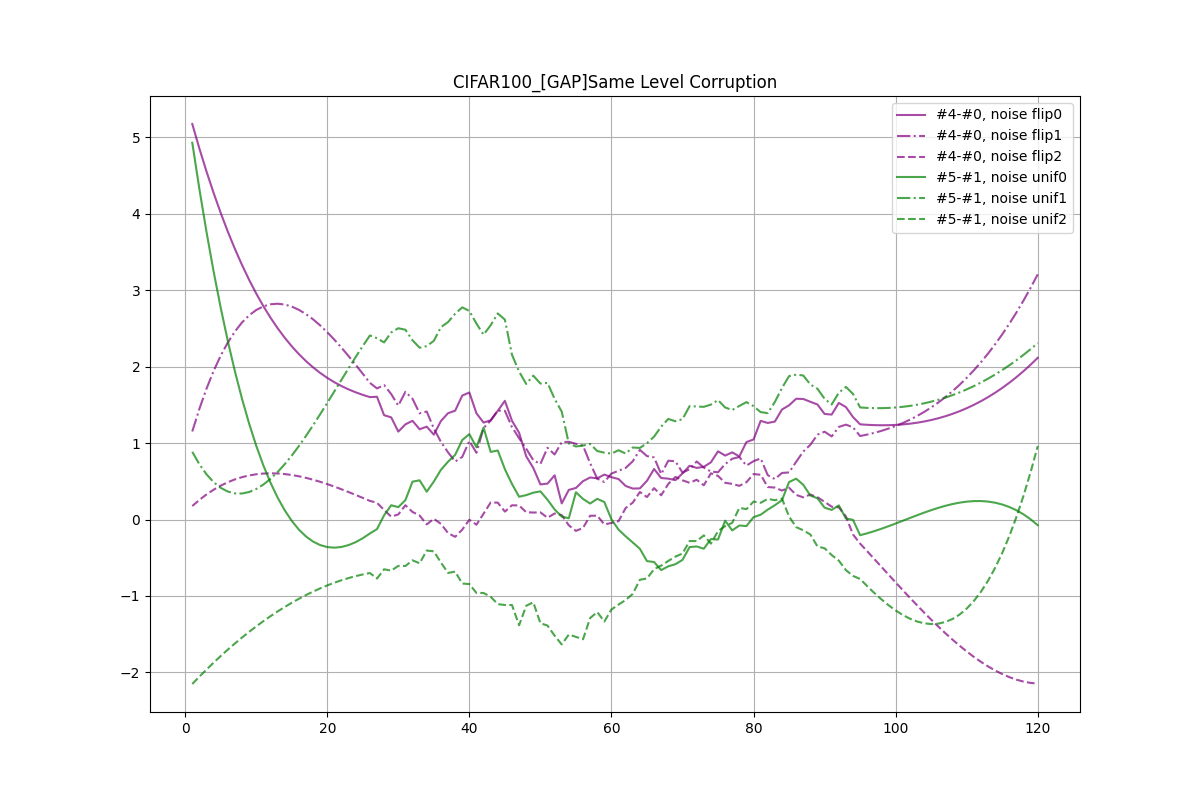 CIFAR100_[GAP]Same Level Corruption
#4-#0, noise flip0
#4-#0, noise flip1
#4-#0, noise flip2
#5-#1, noise unif0
#5-#1, noise unif1
#5-#1, noise unif2
5
4
3
2
1
0
−1
−2
0 20 40 60 80 100 120